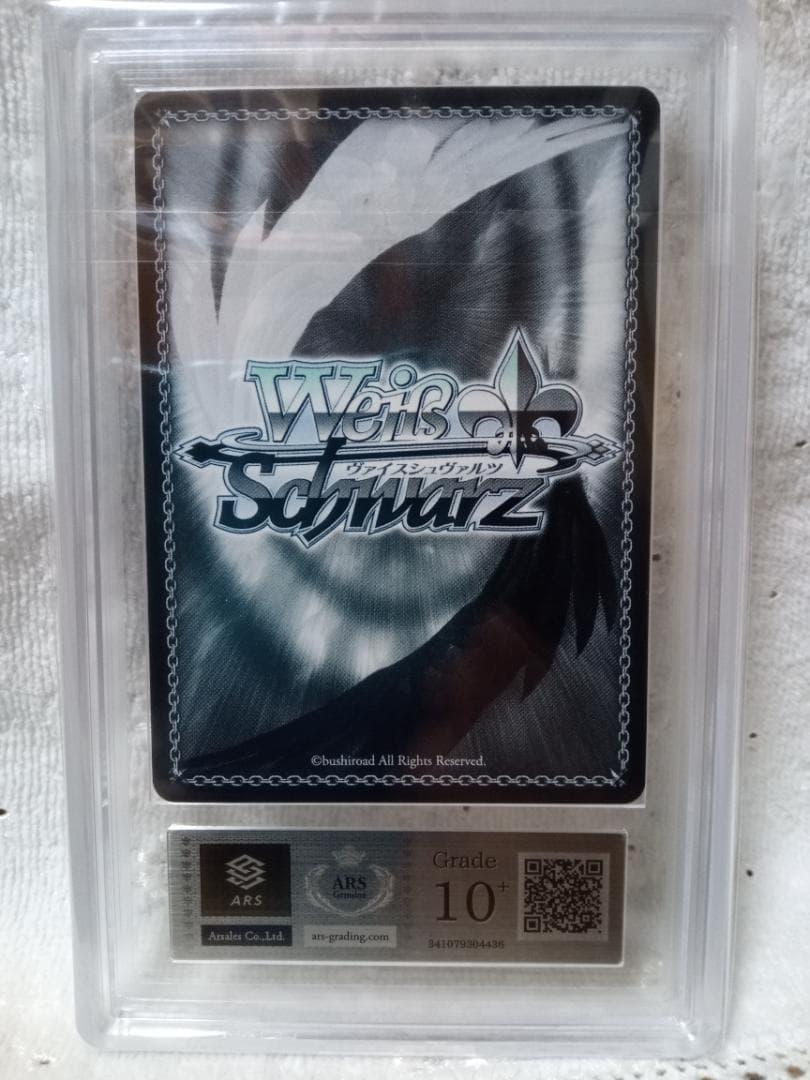 Weiß
ヴァイスシュヴァルツ
Schwarz
©bushiroad All Rights Reserved.
ARS
Arsales Co.,Ltd.
ARS
Genuine
ars-grading.com
Grade
10+
341079304436